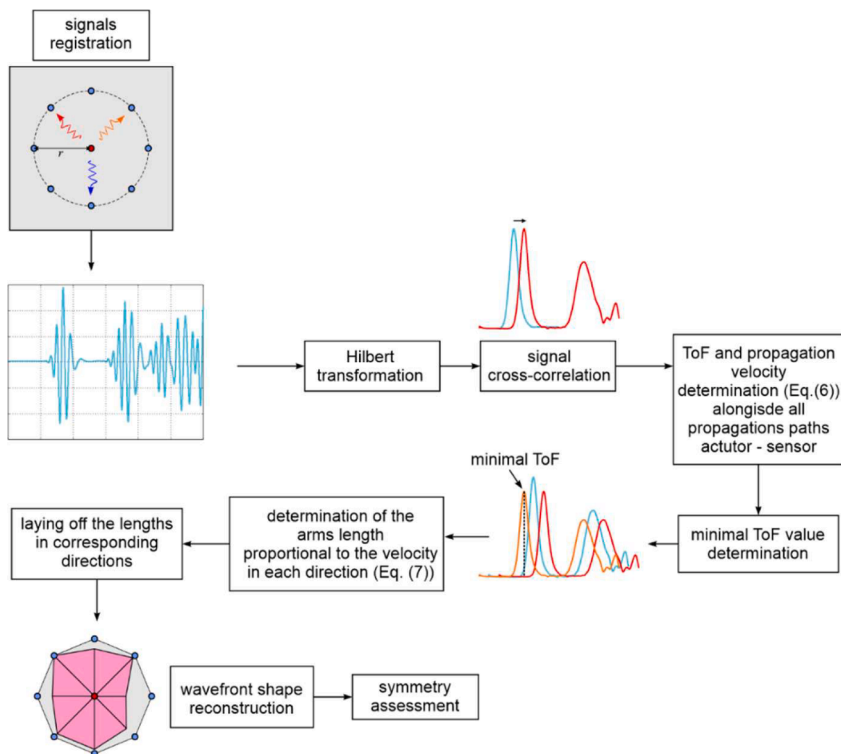 signals
registration
r
Hilbert
transformation
signal
cross-correlation
ToF and propagation
velocity
determination (Eq.(6))
alongisde all
propagations paths
actutor - sensor
minimal ToF value
determination
minimal ToF
determination of the
arms length
proportional to the velocity
in each direction (Eq. (7))
laying off the lengths
in corresponding
directions
wavefront shape
reconstruction
symmetry
assessment